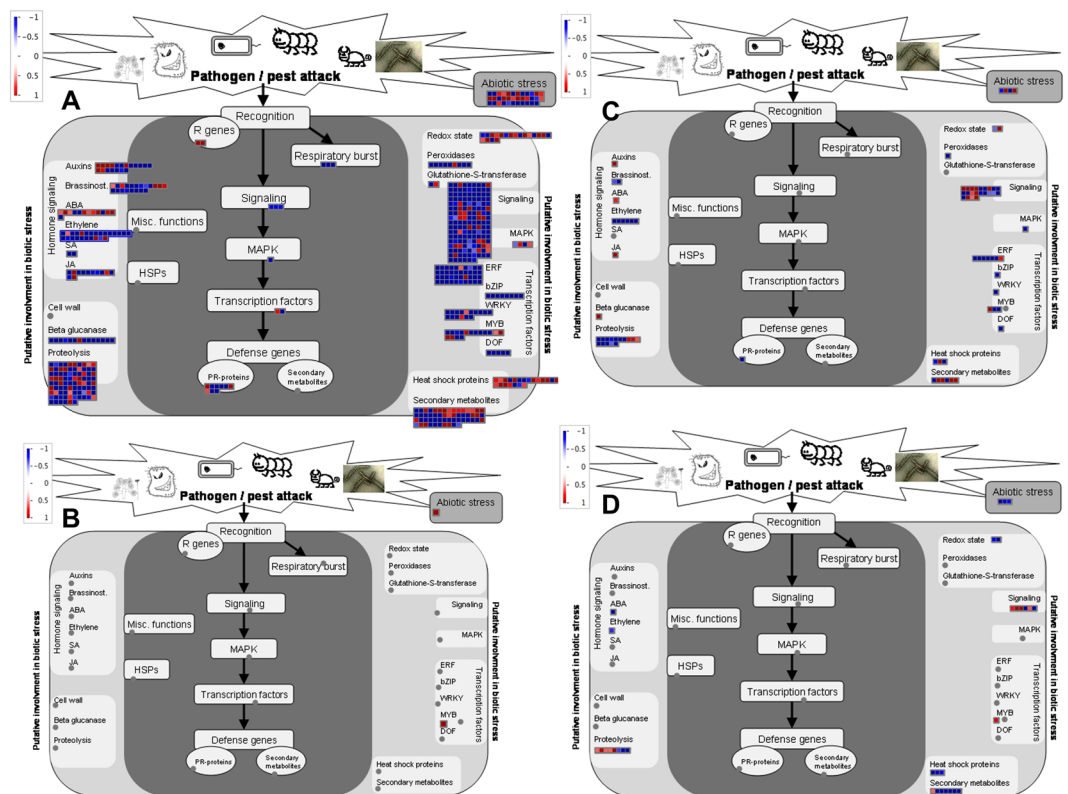 -1
-0.5
-0
0.5
1
A
Pathogen / pest attack
Abiotic stress
Recognition
R genes
Respiratory burst
Redox state
Peroxidases
Glutathione-S-transferase
Auxins
Brassinost.
ABA
Ethylene
SA
JA
Hormone signaling
Misc. functions
Signaling
Signaling
MAPK
MAPK
HSPs
ERF
bZIP
WRKY
MYB
DOF
Transcription factors
Transcription factors
Cell wall
Beta glucanase
Proteolysis
Defense genes
PR-proteins
Secondary
metabolites
Heat shock proteins
Secondary metabolites
Putative involvment in biotic stress
Putative involvment in biotic stress
-1
-0.5
-0
0.5
1
C
Pathogen / pest attack
Abiotic stress
Recognition
R genes
Respiratory burst
Redox state
Peroxidases
Glutathione-S-transferase
Auxins
Brassinost.
ABA
Ethylene
SA
JA
Hormone signaling
Misc. functions
Signaling
Signaling
MAPK
MAPK
HSPs
ERF
bZIP
WRKY
MYB
DOF
Transcription factors
Transcription factors
Cell wall
Beta glucanase
Proteolysis
Defense genes
PR-proteins
Secondary
metabolites
Heat shock proteins
Secondary metabolites
Putative involvment in biotic stress
Putative involvment in biotic stress
-1
-0.5
-0
0.5
1
B
Pathogen / pest attack
Abiotic stress
Recognition
R genes
Respiratory burst
Redox state
Peroxidases
Glutathione-S-transferase
Auxins
Brassinost.
ABA
Ethylene
SA
JA
Hormone signaling
Misc. functions
Signaling
Signaling
MAPK
MAPK
HSPs
ERF
bZIP
WRKY
MYB
DOF
Transcription factors
Transcription factors
Cell wall
Beta glucanase
Proteolysis
Defense genes
PR-proteins
Secondary
metabolites
Heat shock proteins
Secondary metabolites
Putative involvment in biotic stress
Putative involvment in biotic stress
-1
-0.5
-0
0.5
1
D
Pathogen / pest attack
Abiotic stress
Recognition
R genes
Respiratory burst
Redox state
Peroxidases
Glutathione-S-transferase
Auxins
Brassinost.
ABA
Ethylene
SA
JA
Hormone signaling
Misc. functions
Signaling
Signaling
MAPK
MAPK
HSPs
ERF
bZIP
WRKY
MYB
DOF
Transcription factors
Transcription factors
Cell wall
Beta glucanase
Proteolysis
Defense genes
PR-proteins
Secondary
metabolites
Heat shock proteins
Secondary metabolites
Putative involvment in biotic stress
Putative involvment in biotic stress